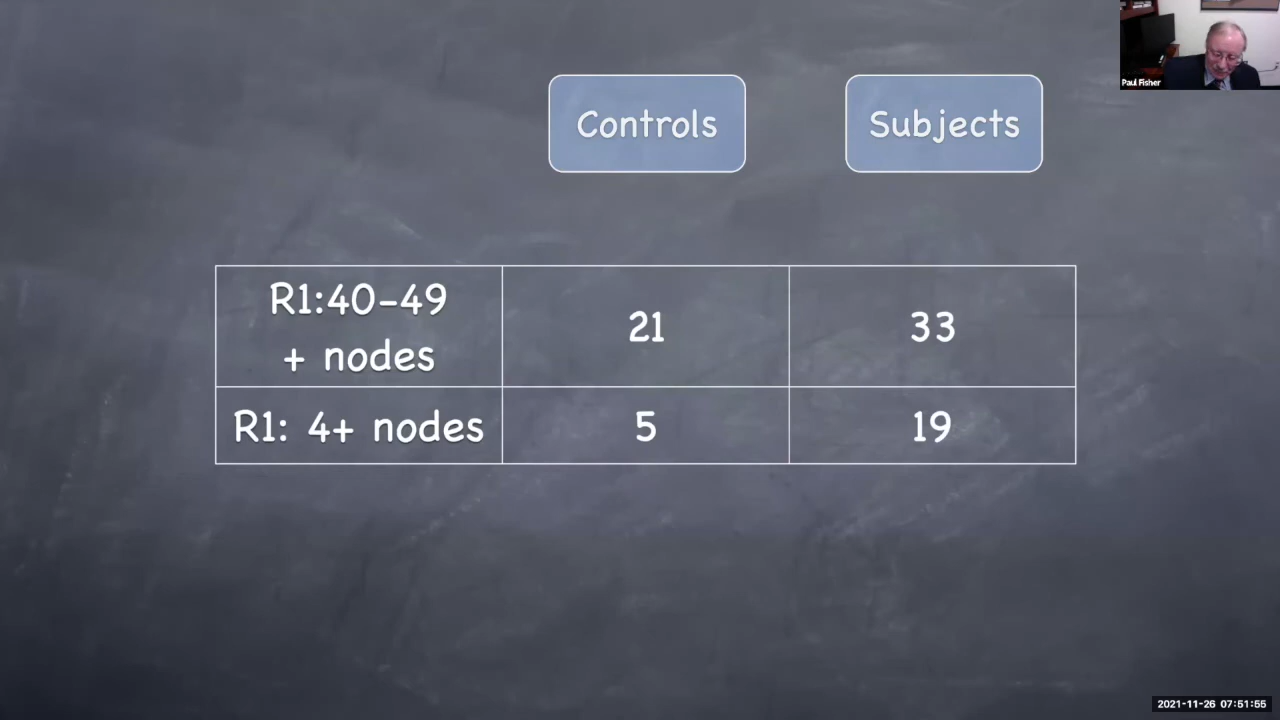 Paul Fisher
Controls
Subjects
R1:40-49
+ nodes
21
33
R1: 4+ nodes
5
19
2021-11-26 07:51:55